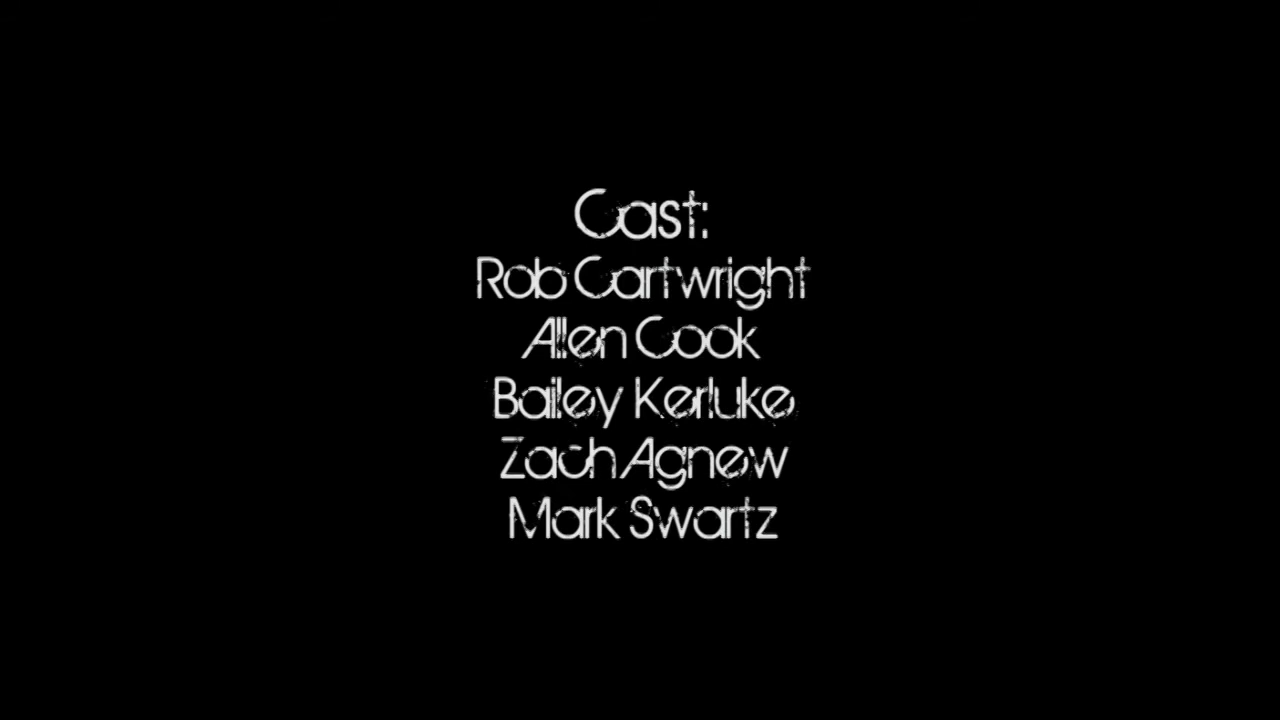 Cast:
Rob Cartwright
Allen Cook
Bailey Kerluke
Zach Agnew
Mark Swartz